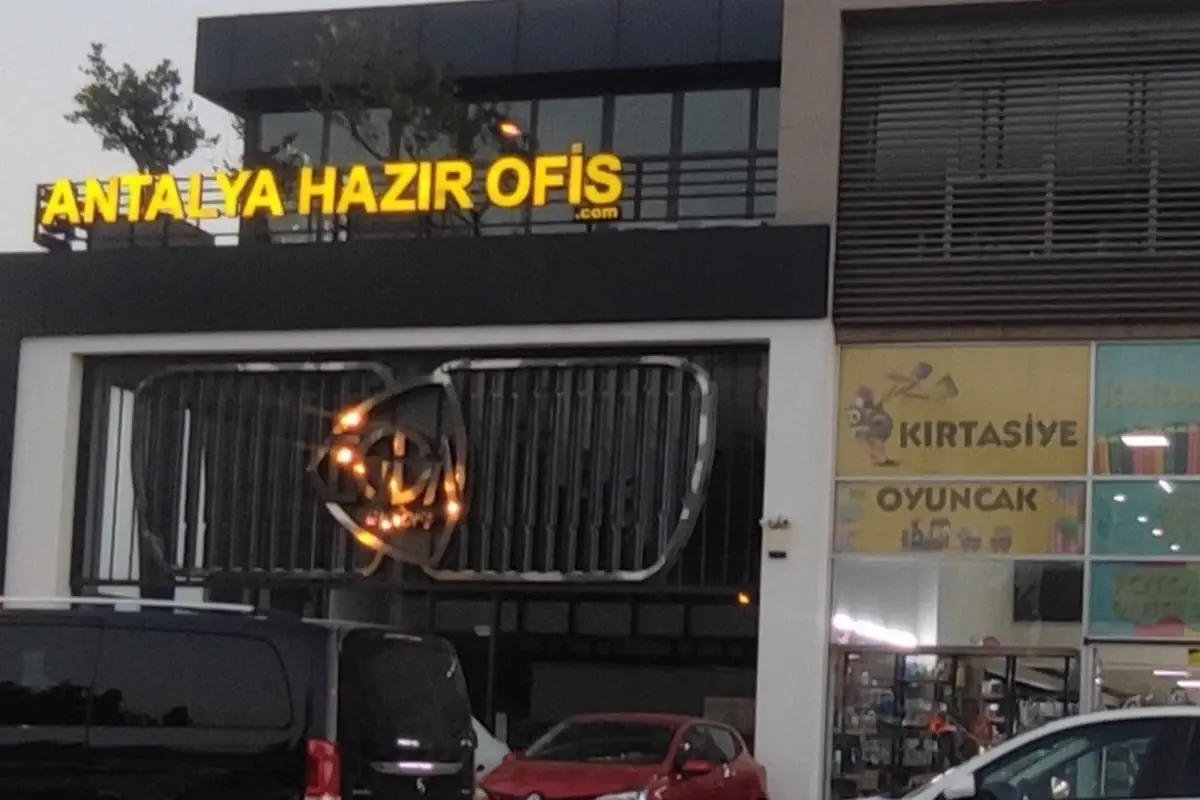 ANTALYA HAZIR OFİS
.com
KIRTASİYE
OYUNCAK